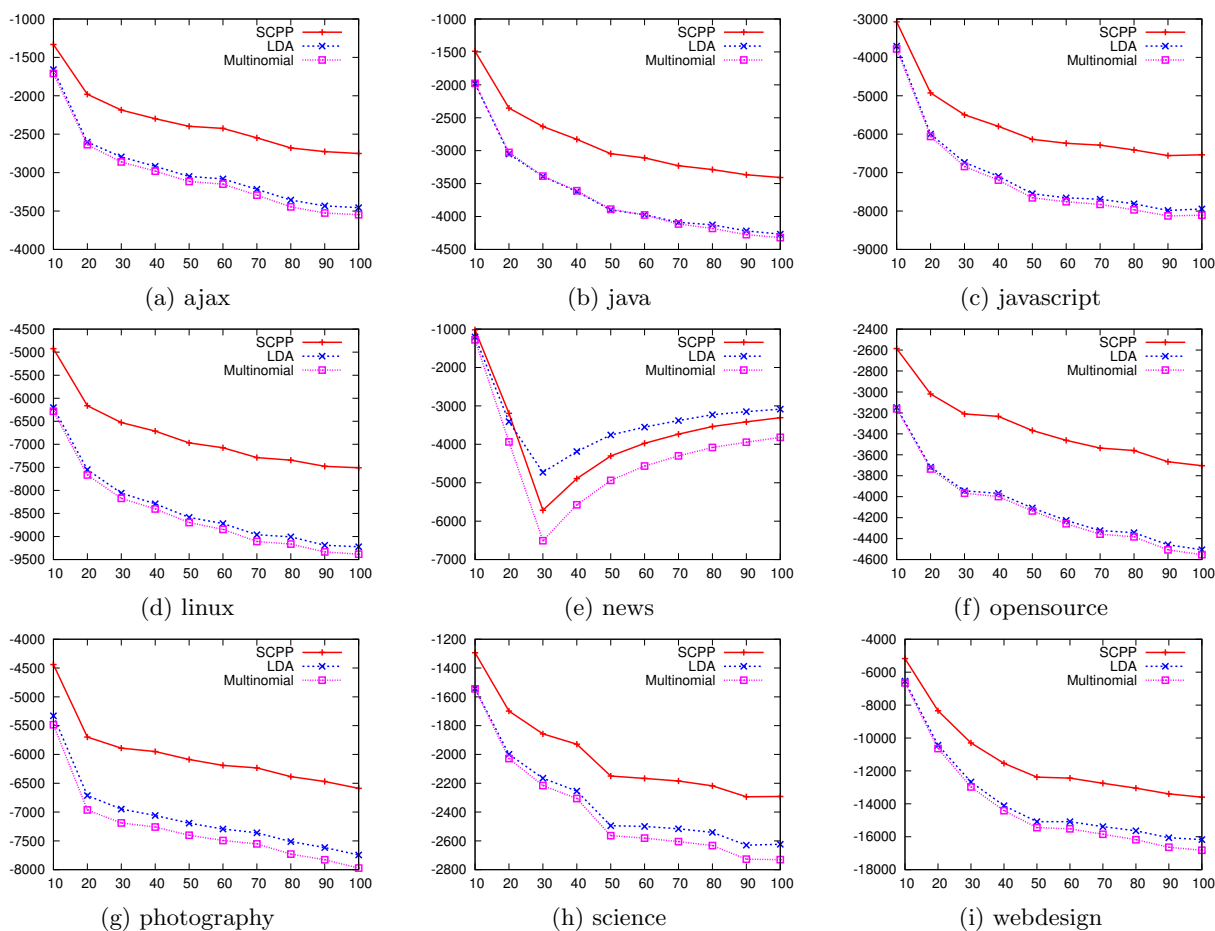 -1000
-1500
-2000
-2500
-3000
-3500
-4000
10 20 30 40 50 60 70 80 90 100
SCPP
LDA
Multinomial
(a) ajax
-1000
-1500
-2000
-2500
-3000
-3500
-4000
-4500
10 20 30 40 50 60 70 80 90 100
SCPP
LDA
Multinomial
(b) java
-3000
-4000
-5000
-6000
-7000
-8000
-9000
10 20 30 40 50 60 70 80 90 100
SCPP
LDA
Multinomial
(c) javascript
-4500
-5000
-5500
-6000
-6500
-7000
-7500
-8000
-8500
-9000
-9500
10 20 30 40 50 60 70 80 90 100
SCPP
LDA
Multinomial
(d) linux
-1000
-2000
-3000
-4000
-5000
-6000
-7000
10 20 30 40 50 60 70 80 90 100
SCPP
LDA
Multinomial
(e) news
-2400
-2600
-2800
-3000
-3200
-3400
-3600
-3800
-4000
-4200
-4400
-4600
10 20 30 40 50 60 70 80 90 100
SCPP
LDA
Multinomial
(f) opensource
-4000
-4500
-5000
-5500
-6000
-6500
-7000
-7500
-8000
10 20 30 40 50 60 70 80 90 100
SCPP
LDA
Multinomial
(g) photography
-1200
-1400
-1600
-1800
-2000
-2200
-2400
-2600
-2800
10 20 30 40 50 60 70 80 90 100
SCPP
LDA
Multinomial
(h) science
-4000
-6000
-8000
-10000
-12000
-14000
-16000
-18000
10 20 30 40 50 60 70 80 90 100
SCPP
LDA
Multinomial
(i) webdesign